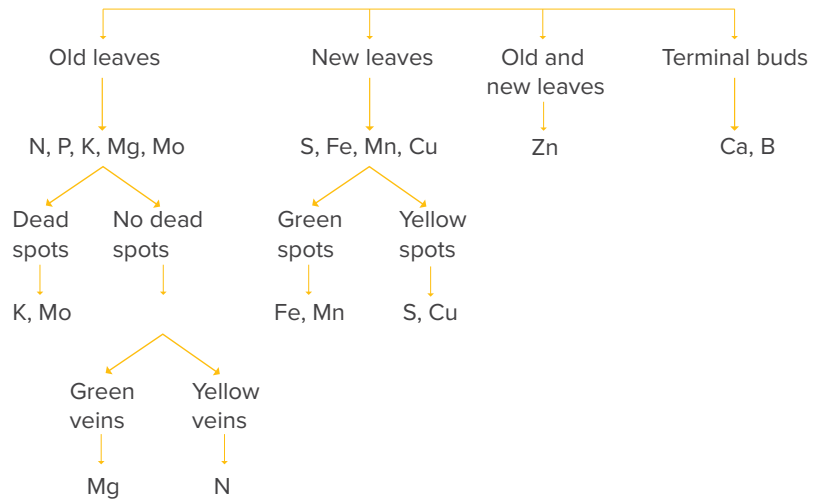 Old leaves
New leaves
Old and
new leaves
Terminal buds
N, P, K, Mg, Mo
S, Fe, Mn, Cu
Zn
Ca, B
Dead
spots
No dead
spots
Green
spots
Yellow
spots
K, Mo
Fe, Mn
S, Cu
Green
veins
Yellow
veins
Mg
N